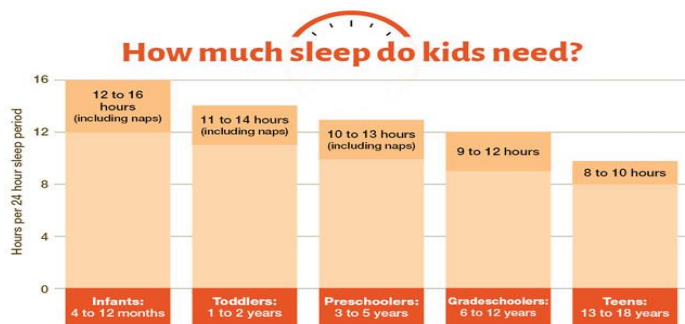 How much sleep do kids need?
Hours per 24 hour sleep period
16
12
8
4
0
12 to 16
hours
(including naps)
11 to 14 hours
(including naps)
10 to 13 hours
(including naps)
9 to 12 hours
8 to 10 hours
Infants:
4 to 12 months
Toddlers:
1 to 2 years
Preschoolers:
3 to 5 years
Gradeschoolers:
6 to 12 years
Teens:
13 to 18 years